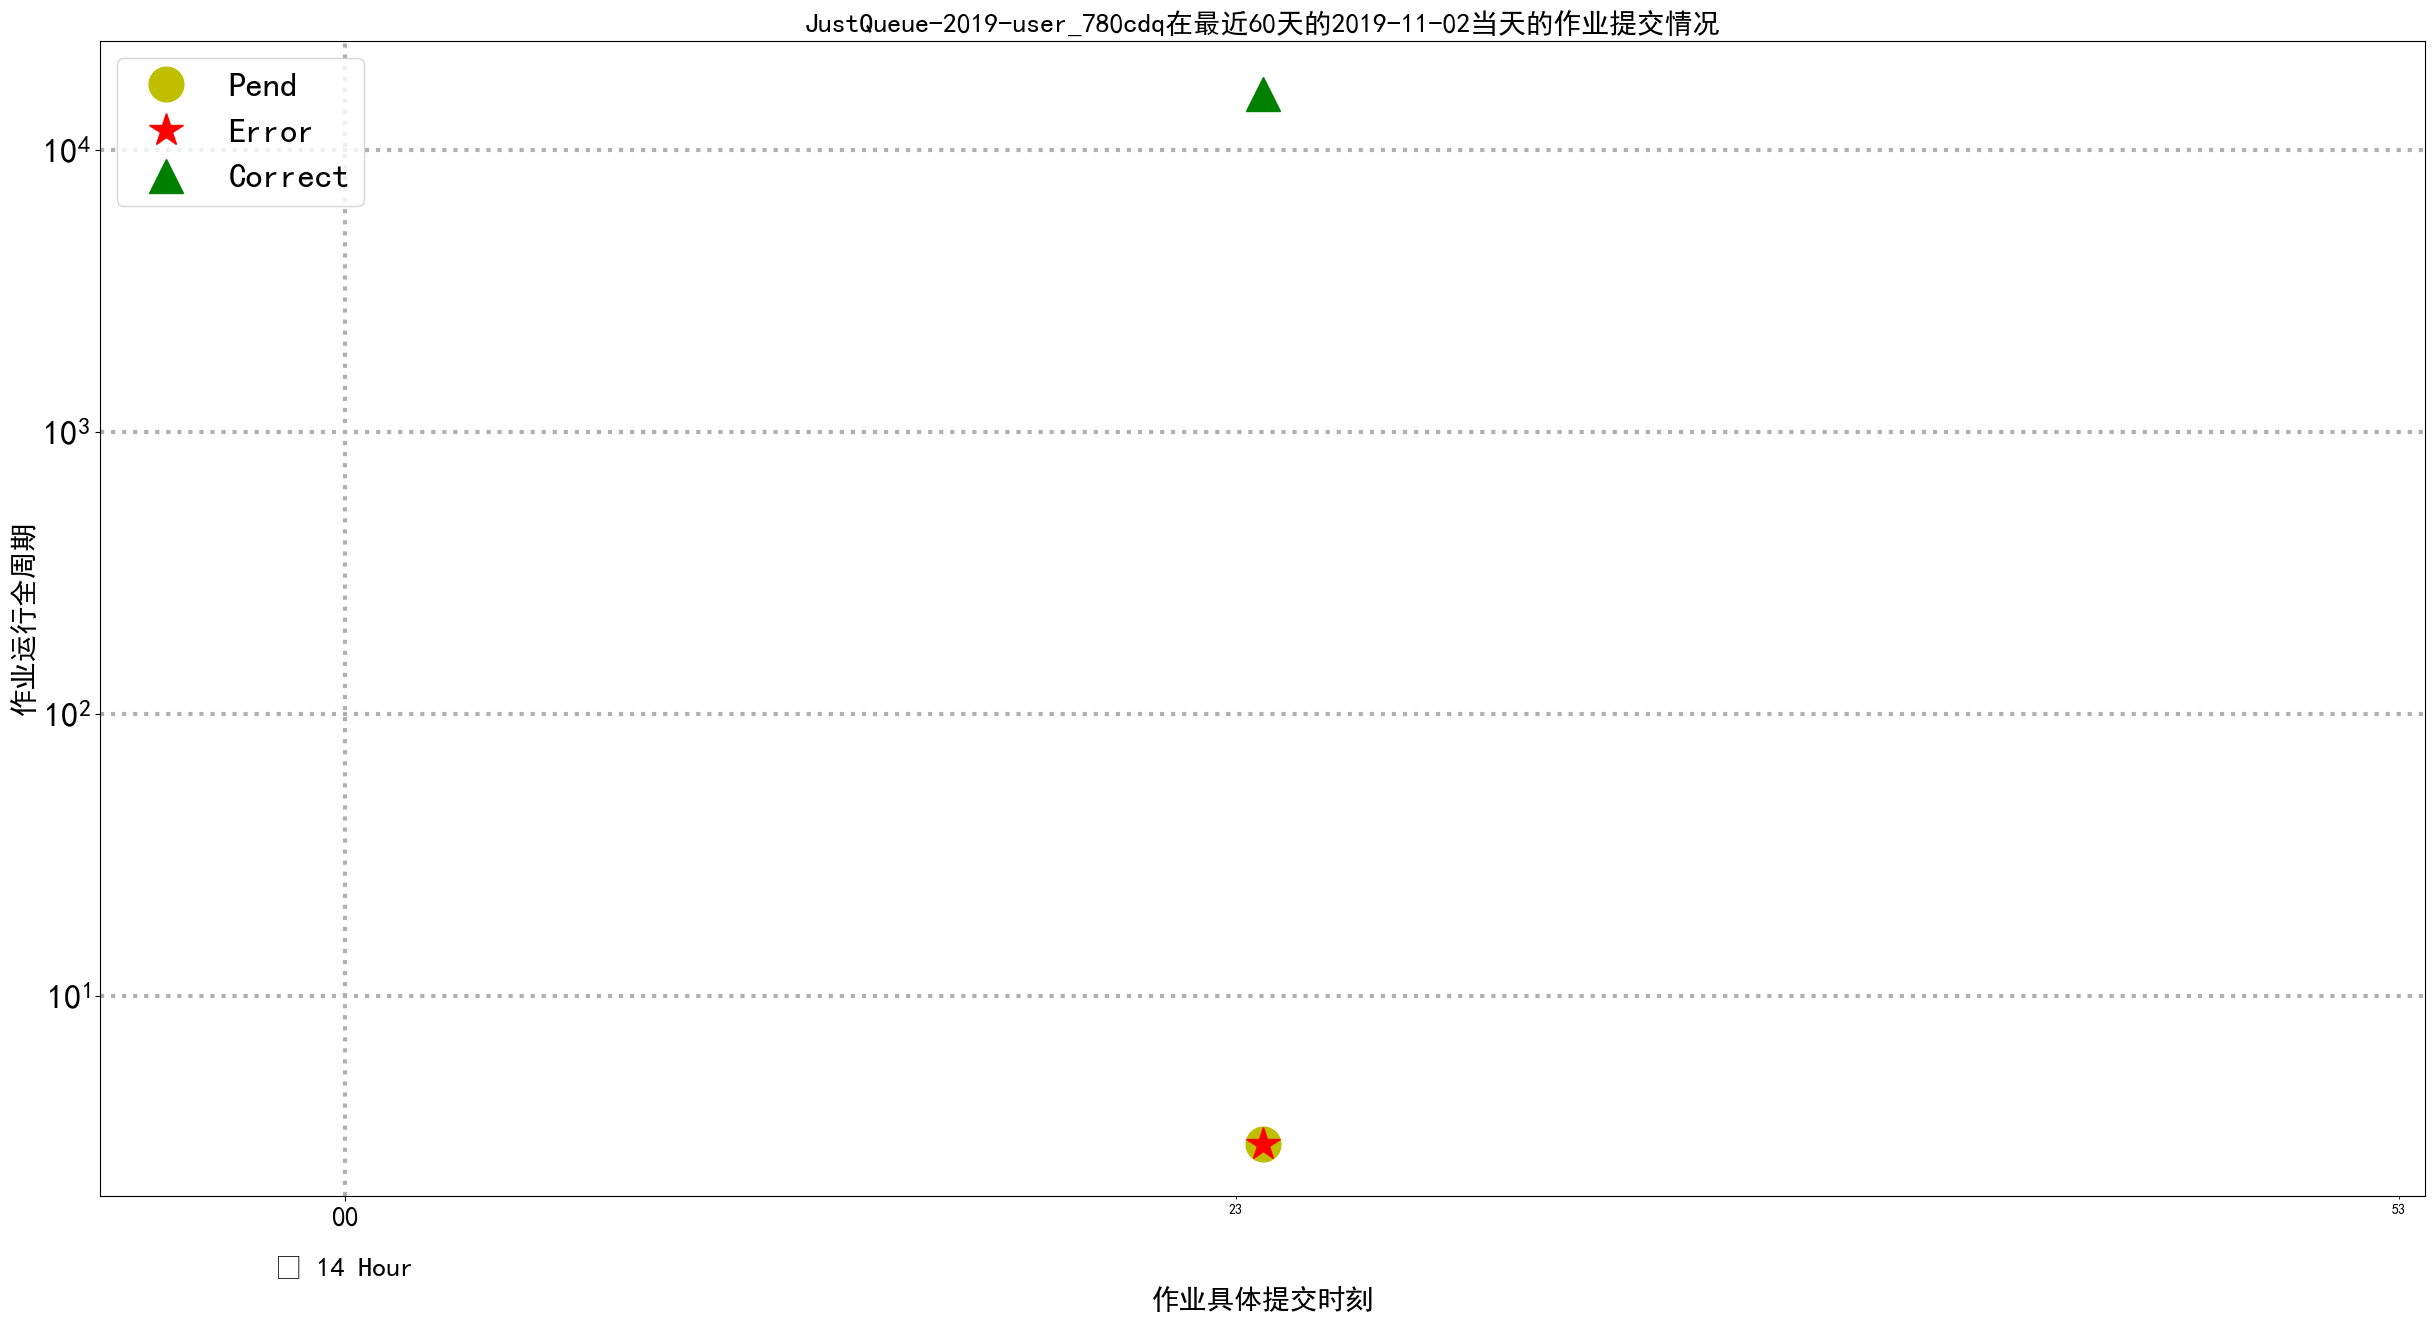 JustQueue-2019-user_780cdq在最近60天的2019-11-02当天的作业提交情况
Pend
Error
Correct
10⁴
10³
10²
10¹
作业运行全周期
00
23
53
□ 14 Hour
作业具体提交时刻